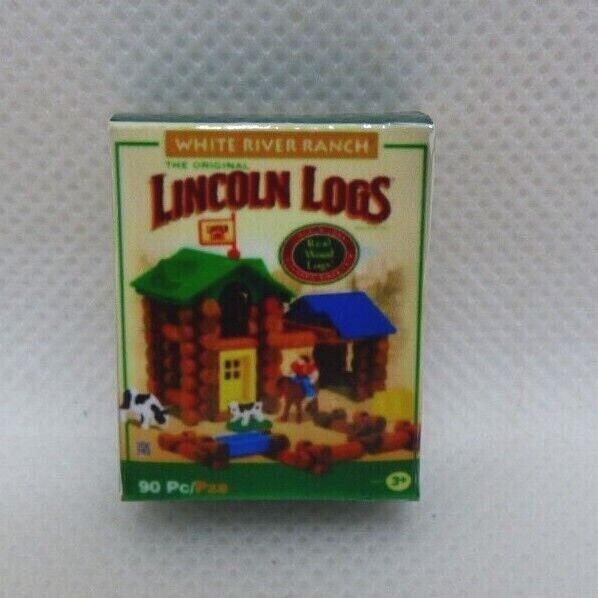 WHITE RIVER RANCH
THE ORIGINAL
LINCOLN LOGS
Real
Wood
Logs
90 Pc/Pzs
3+